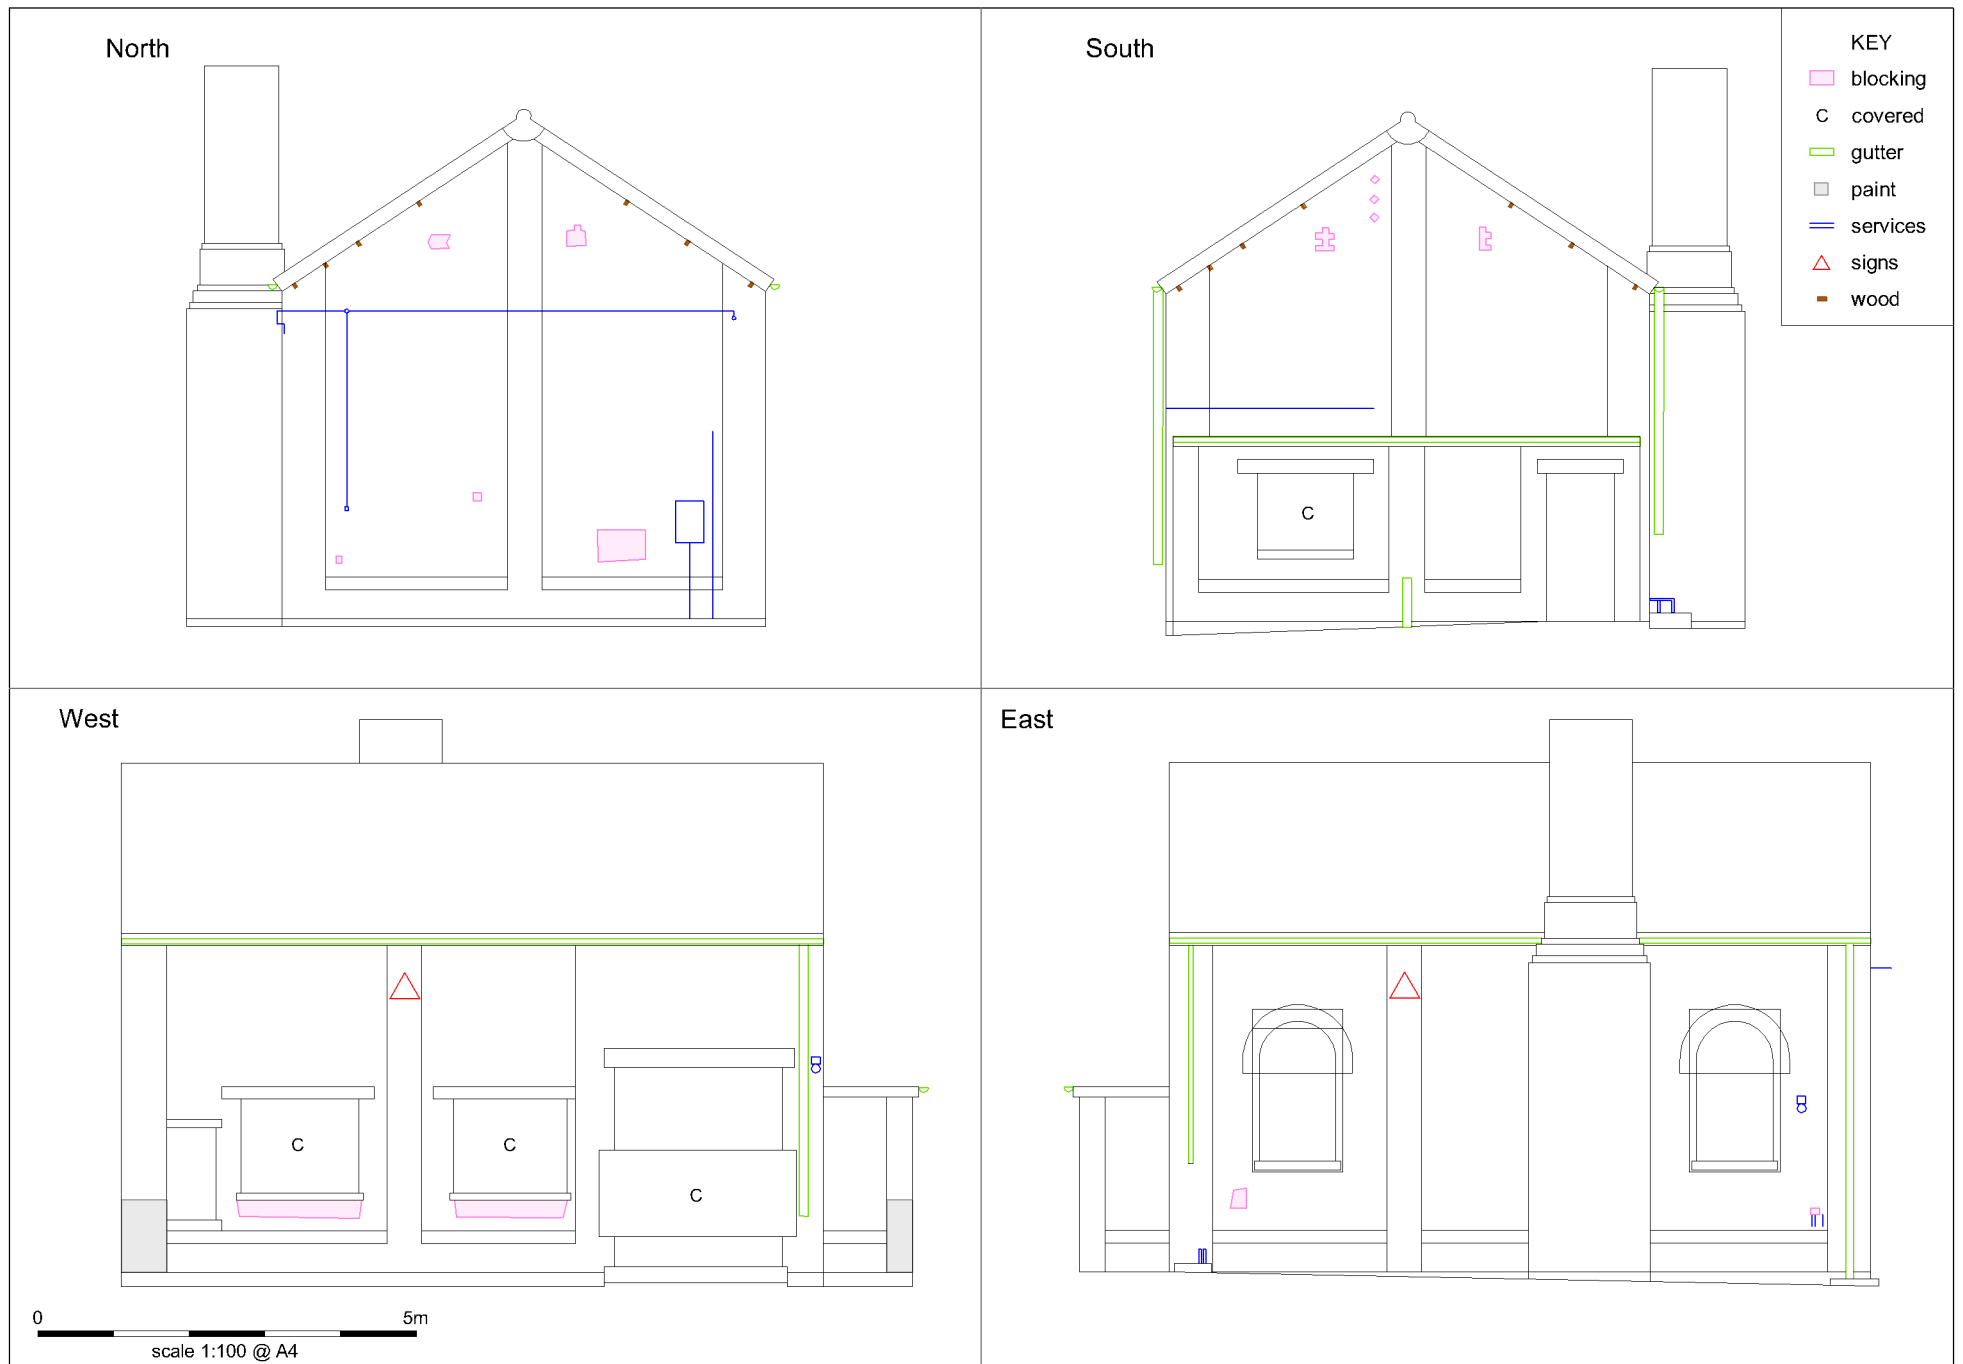 North
South
KEY
blocking
C covered
gutter
paint
services
signs
wood
C
West
East
C
C
C
0 5m
scale 1:100 @ A4